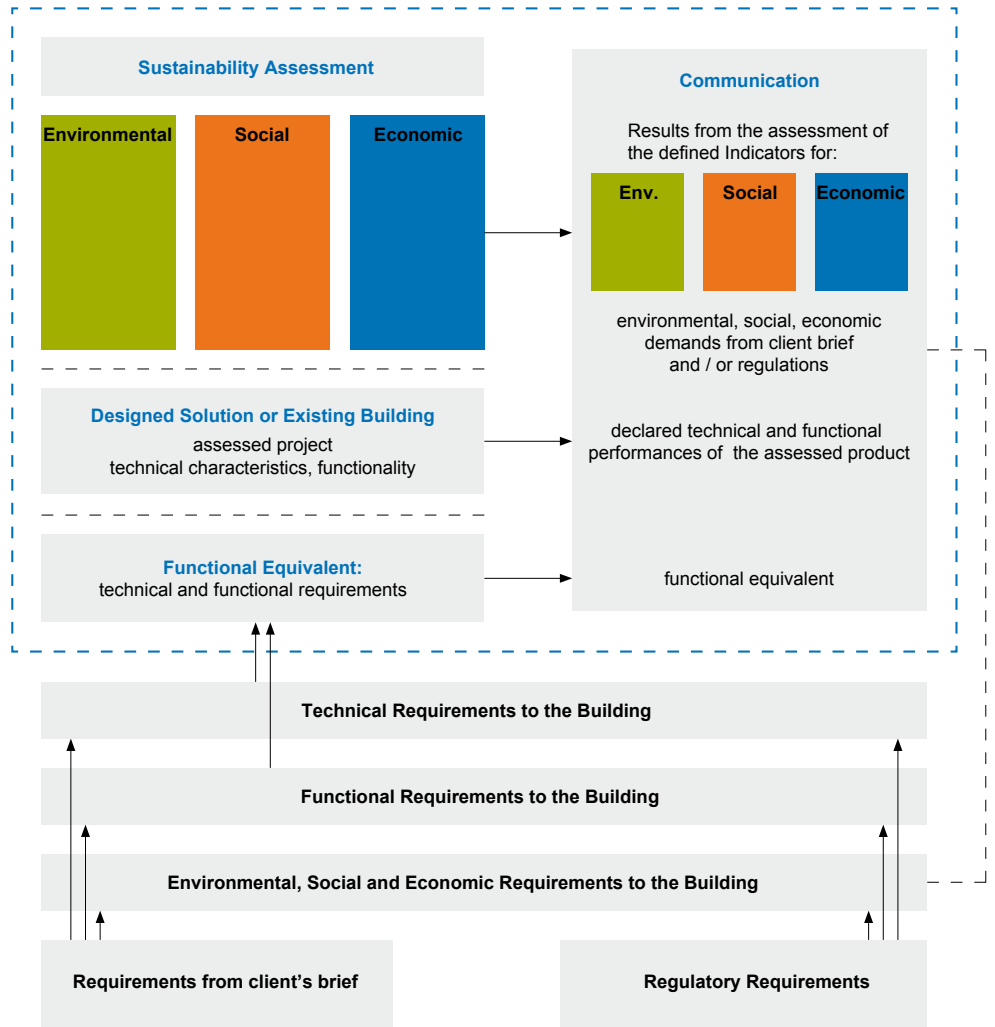 Sustainability Assessment
Environmental
Social
Economic
Designed Solution or Existing Building
assessed project
technical characteristics, functionality
Functional Equivalent:
technical and functional requirements
Communication
Results from the assessment of
the defined Indicators for:
Env.
Social
Economic
environmental, social, economic
demands from client brief
and / or regulations
declared technical and functional
performances of the assessed product
functional equivalent
Technical Requirements to the Building
Functional Requirements to the Building
Environmental, Social and Economic Requirements to the Building
Requirements from client’s brief
Regulatory Requirements